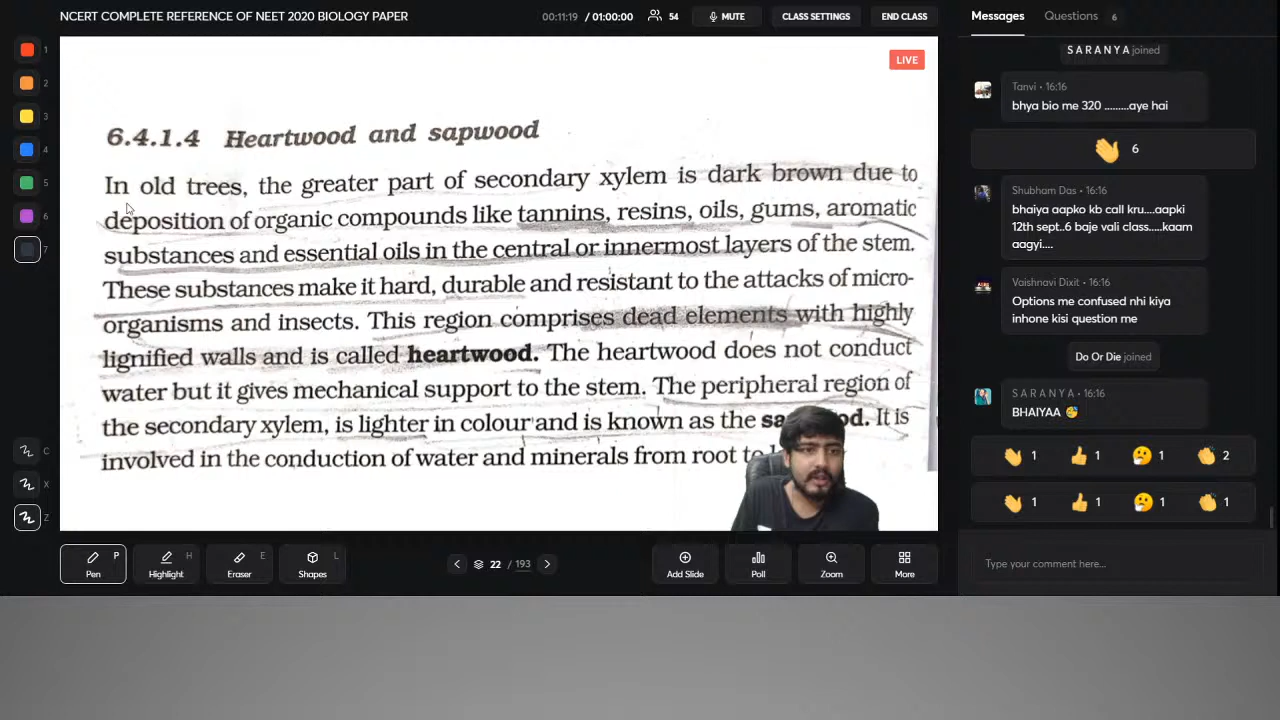 NCERT COMPLETE REFERENCE OF NEET 2020 BIOLOGY PAPER
00:11:19 / 01:00:00
54
MUTE
CLASS SETTINGS
END CLASS
1
2
3
4
5
6
7
C
X
Z
LIVE
6.4.1.4 Heartwood and sapwood
In old trees, the greater part of secondary xylem is dark brown due to
deposition of organic compounds like tannins, resins, oils, gums, aromatic
substances and essential oils in the central or innermost layers of the stem.
These substances make it hard, durable and resistant to the attacks of micro-
organisms and insects. This region comprises dead elements with highly
lignified walls and is called heartwood. The heartwood does not conduct
water but it gives mechanical support to the stem. The peripheral region of
the secondary xylem, is lighter in colour and is known as the
It is
involved in the conduction of water and minerals from root to
Pen P
Highlight H
Eraser E
Shapes L
22 / 193
Add Slide
Poll
Zoom
More
Messages
Questions 6
S A R A N Y A joined
Tanvi • 16:16
bhya bio me 320 .........aye hai
6
Shubham Das • 16:16
bhaiya aapko kb call kru....aapki
12th sept..6 baje vali class.....kaam
aagyi....
Vaishnavi Dixit • 16:16
Options me confused nhi kiya
inhone kisi question me
Do Or Die joined
S A R A N Y A • 16:16
BHAIYAA
1 1 1 2
1 1 1 1
Type your comment here...